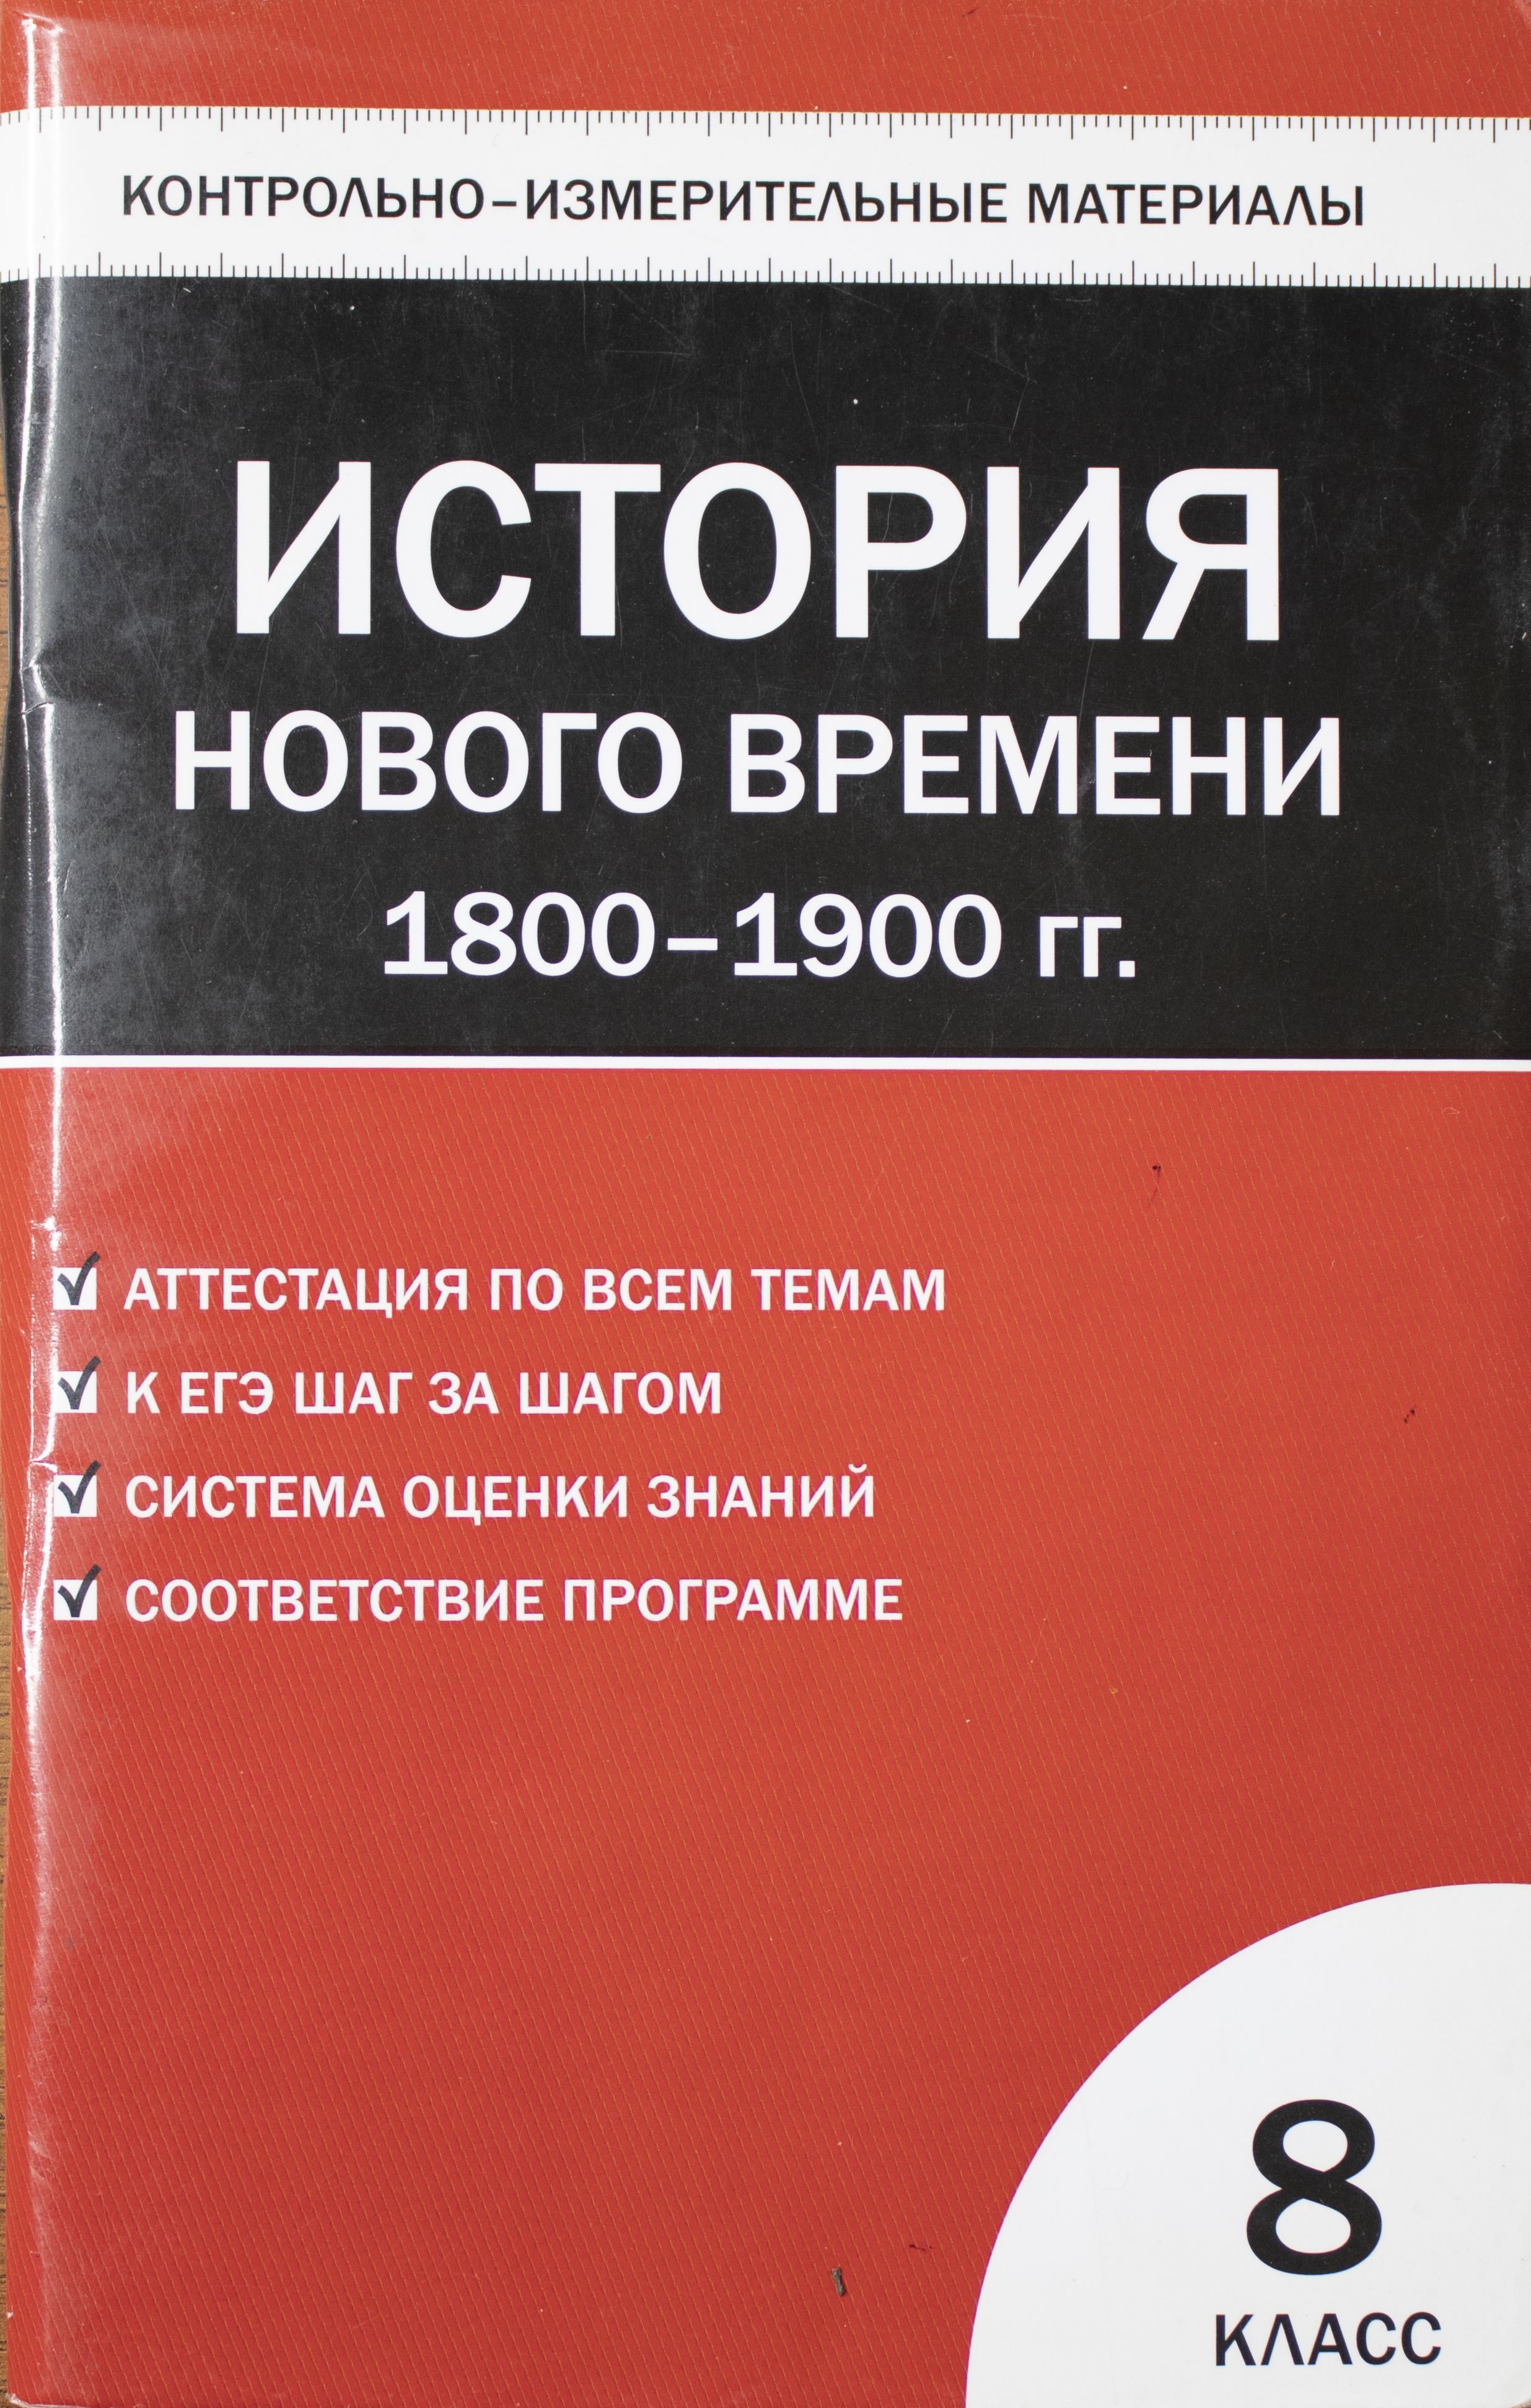 КОНТРОЛЬНО–ИЗМЕРИТЕЛЬНЫЕ МАТЕРИАЛЫ
ИСТОРИЯ
НОВОГО ВРЕМЕНИ
1800–1900 гг.
АТТЕСТАЦИЯ ПО ВСЕМ ТЕМАМ
К ЕГЭ ШАГ ЗА ШАГОМ
СИСТЕМА ОЦЕНКИ ЗНАНИЙ
СООТВЕТСТВИЕ ПРОГРАММЕ
8
КЛАСС